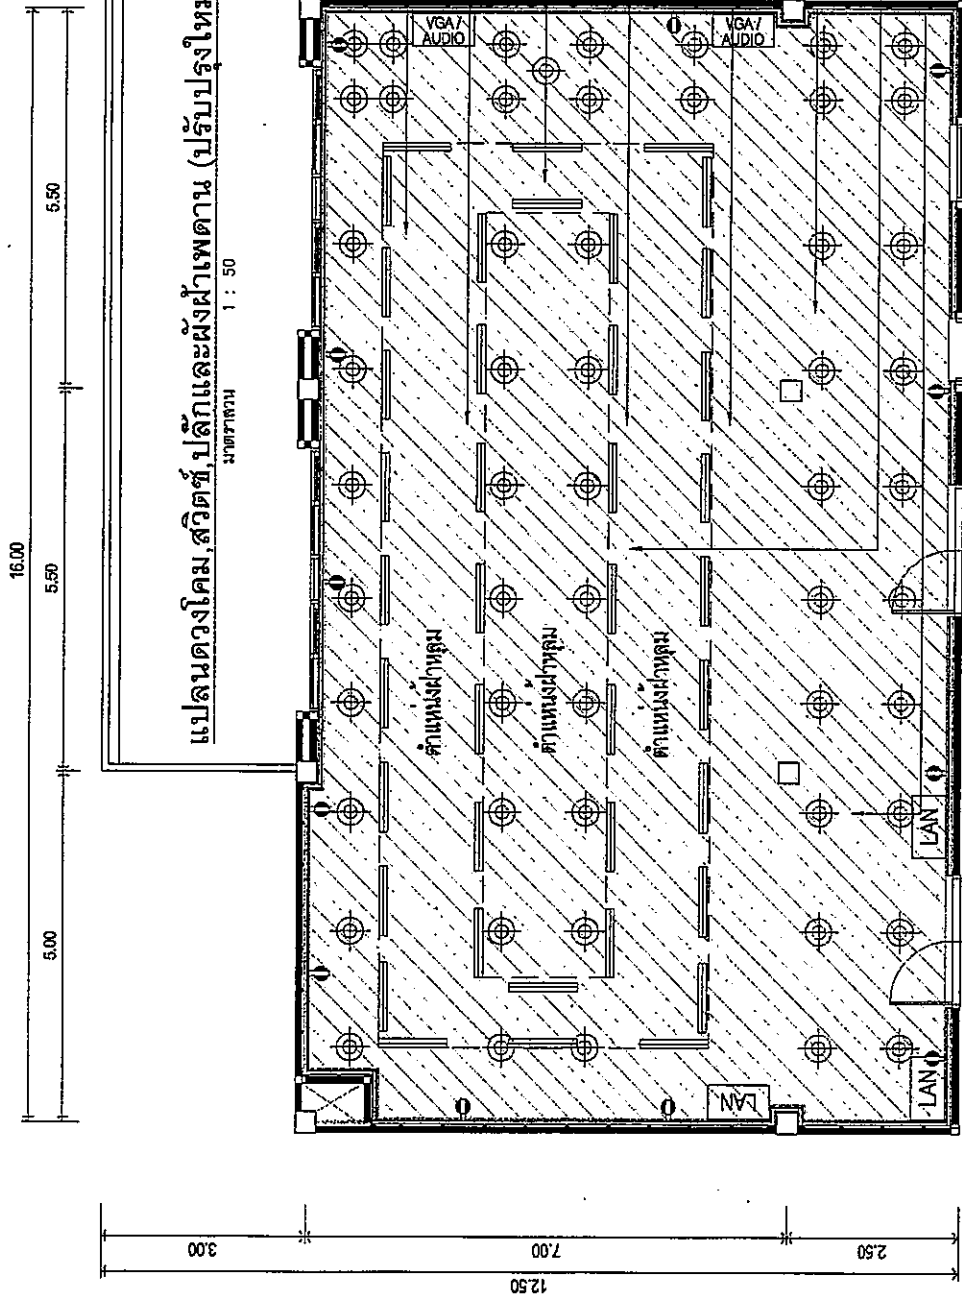 16.00
5.00
5.50
5.50
แปลนดวงโคม,สวิตซ์,ปลั๊กและผังฝ้าเพดาน (ปรับปรุงใหม
มาตราส่วน 1 : 50
3.00
7.00
2.50
12.50
VGA /
AUDIO
VGA /
AUDIO
ตำแหน่งฝ้าหลุม
ตำแหน่งฝ้าหลุม
ตำแหน่งฝ้าหลุม
LAN
LAN
LAN